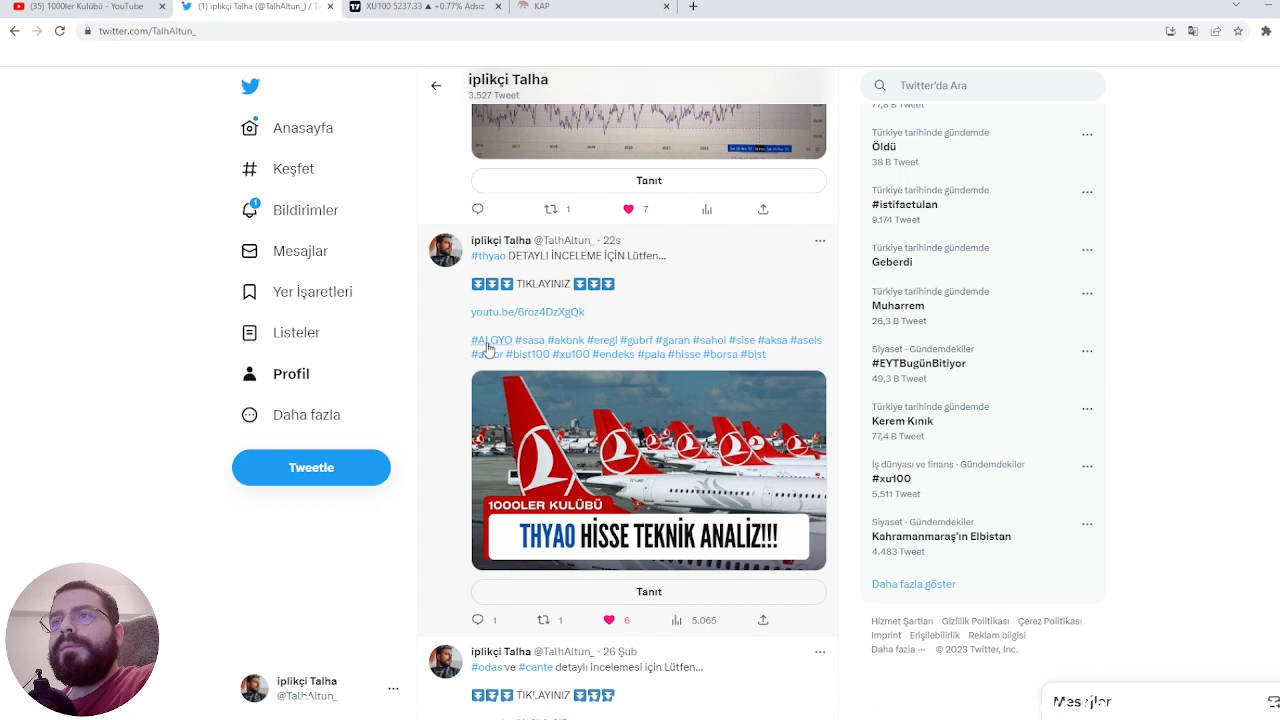 (35) 1000ler Kulübü - YouTube
(1) iplikçi Talha (@TalhAltun_) / Tw
XU100 5237.33 ▲ +0.77% Adsız
KAP
twitter.com/TalhAltun_
iplikçi Talha
3.527 Tweet
Twitter'da Ara
Anasayfa
Keşfet
1
Bildirimler
Mesajlar
Yer İşaretleri
Listeler
Profil
Daha fazla
Tweetle
iplikçi Talha
@TalhAltun_
Tanıt
1
7
iplikçi Talha @TalhAltun_ · 22s
#thyao DETAYLI İNCELEME İÇİN Lütfen...
TIKLAYINIZ
youtu.be/6roz4DzXgQk
#ALGYO #sasa #akbnk #eregl #gubrf #garan #sahol #sise #aksa #asels
#bist100 #xu100 #endeks #pala #hisse #borsa #bist
1000LER KULÜBÜ
THYAO HİSSE TEKNİK ANALİZ!!!
Tanıt
1
1
6
5.065
iplikçi Talha @TalhAltun_ · 26 Şub
#odas ve #cante detaylı incelemesi için Lütfen...
TIKLAYINIZ
77,8 B Tweet
Türkiye tarihinde gündemde
Öldü
38 B Tweet
Türkiye tarihinde gündemde
#istifaetulan
9.174 Tweet
Türkiye tarihinde gündemde
Geberdi
Türkiye tarihinde gündemde
Muharrem
26,3 B Tweet
Siyaset · Gündemdekiler
#EYTBugünBitiyor
49,3 B Tweet
Türkiye tarihinde gündemde
Kerem Kınık
77,4 B Tweet
İş dünyası ve finans · Gündemdekiler
#xu100
5.511 Tweet
Siyaset · Gündemdekiler
Kahramanmaraş'ın Elbistan
4.483 Tweet
Daha fazla göster
Hizmet Şartları Gizlilik Politikası Çerez Politikası
Imprint Erişilebilirlik Reklam bilgisi
Daha fazla ··· © 2023 Twitter, Inc.
Mesajlar